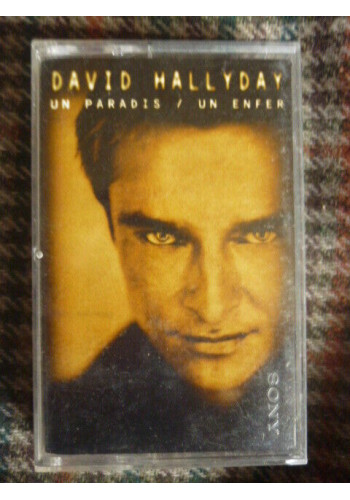 DAVID HALLYDAY
UN PARADIS / UN ENFER
SONY